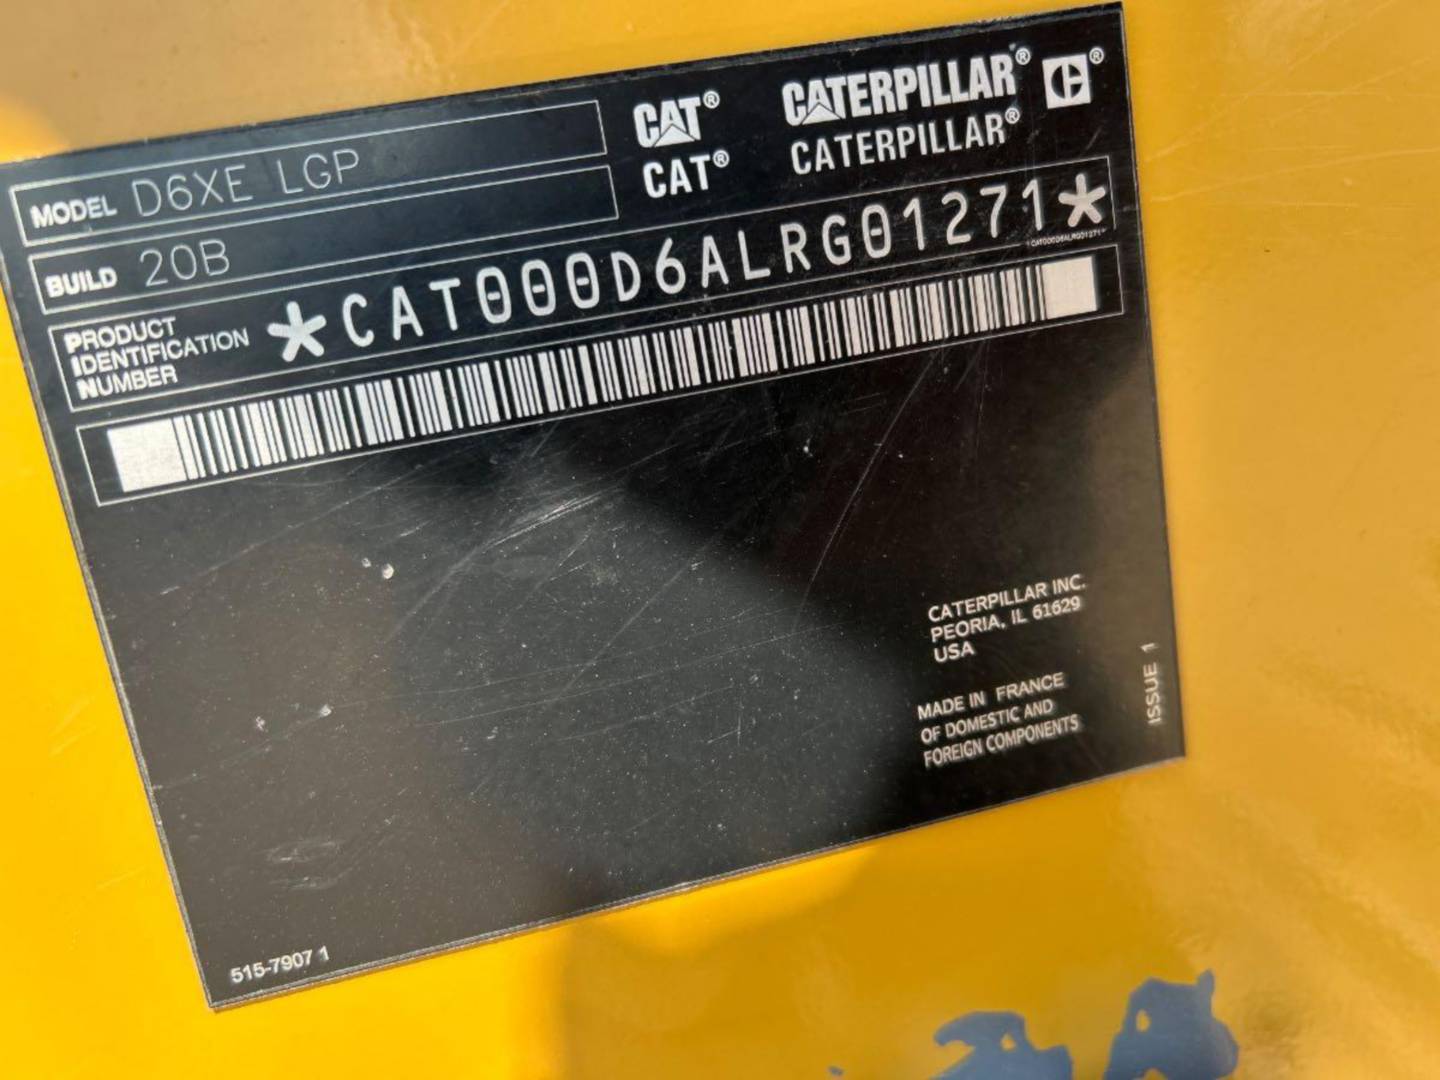 MODEL D6XE LGP
BUILD 20B
CAT® CATERPILLAR® C®
CAT® CATERPILLAR®
PRODUCT
IDENTIFICATION
NUMBER
*CAT000D6ALRG01271*
*CAT000D6ALRG01271*
CATERPILLAR INC.
PEORIA, IL 61629
USA
MADE IN FRANCE
OF DOMESTIC AND
FOREIGN COMPONENTS
ISSUE 1
515-7907 1